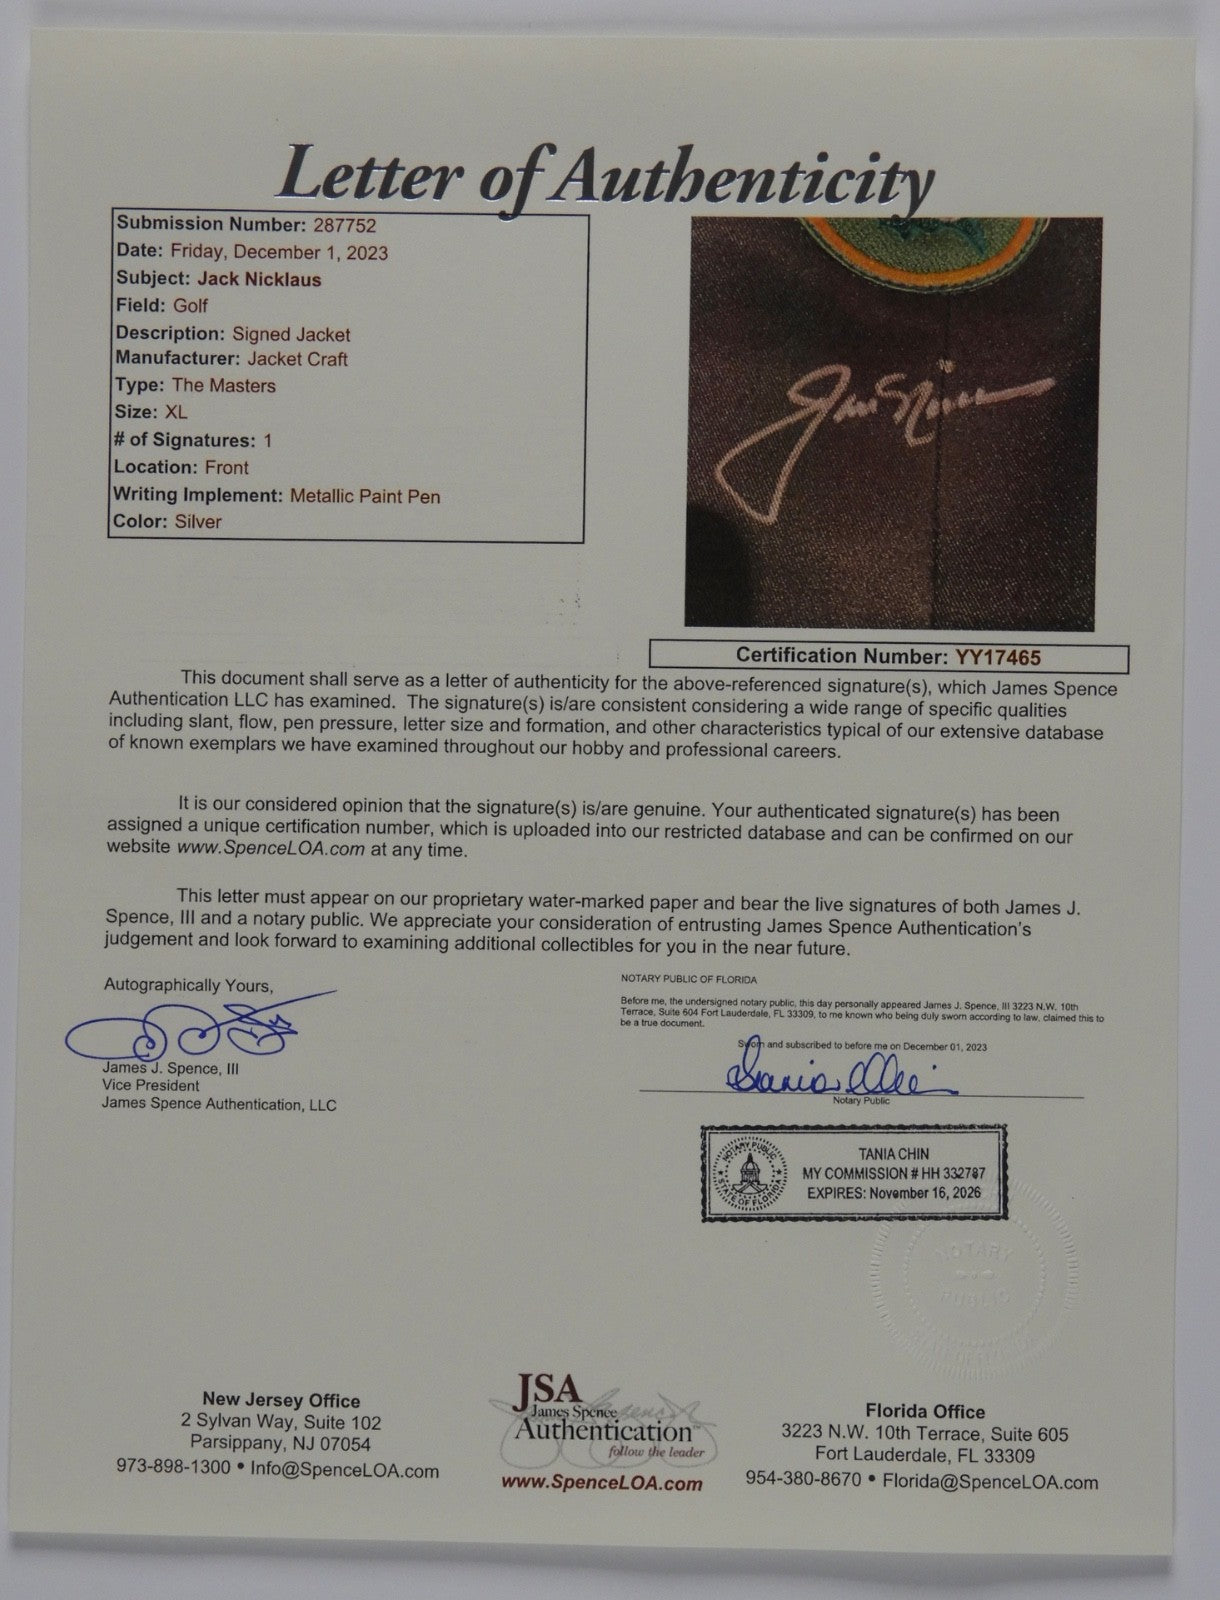 Letter of Authenticity
Submission Number: 287752
Date: Friday, December 1, 2023
Subject: Jack Nicklaus
Field: Golf
Description: Signed Jacket
Manufacturer: Jacket Craft
Type: The Masters
Size: XL
# of Signatures: 1
Location: Front
Writing Implement: Metallic Paint Pen
Color: Silver
Certification Number: YY17465
This document shall serve as a letter of authenticity for the above-referenced signature(s), which James Spence
Authentication LLC has examined. The signature(s) is/are consistent considering a wide range of specific qualities
including slant, flow, pen pressure, letter size and formation, and other characteristics typical of our extensive database
of known exemplars we have examined throughout our hobby and professional careers.
It is our considered opinion that the signature(s) is/are genuine. Your authenticated signature(s) has been
assigned a unique certification number, which is uploaded into our restricted database and can be confirmed on our
website www.SpenceLOA.com at any time.
This letter must appear on our proprietary water-marked paper and bear the live signatures of both James J.
Spence, III and a notary public. We appreciate your consideration of entrusting James Spence Authentication's
judgement and look forward to examining additional collectibles for you in the near future.
Autographically Yours,
James J. Spence, III
Vice President
James Spence Authentication, LLC
NOTARY PUBLIC OF FLORIDA
Before me, the undersigned notary public, this day personally appeared James J. Spence, III 3223 N.W. 10th
Terrace, Suite 604 Fort Lauderdale, FL 33309, to me known who being duly sworn according to law, claimed this to
be a true document.
Sworn and subscribed to before me on December 01, 2023
Notary Public
NOTARY PUBLIC
STATE OF FLORIDA
TANIA CHIN
MY COMMISSION # HH 332787
EXPIRES: November 16, 2026
NOTARY
PUBLIC
New Jersey Office
2 Sylvan Way, Suite 102
Parsippany, NJ 07054
973-898-1300 • Info@SpenceLOA.com
JSA
James Spence
Authentication
follow the leader
www.SpenceLOA.com
Florida Office
3223 N.W. 10th Terrace, Suite 605
Fort Lauderdale, FL 33309
954-380-8670 • Florida@SpenceLOA.com